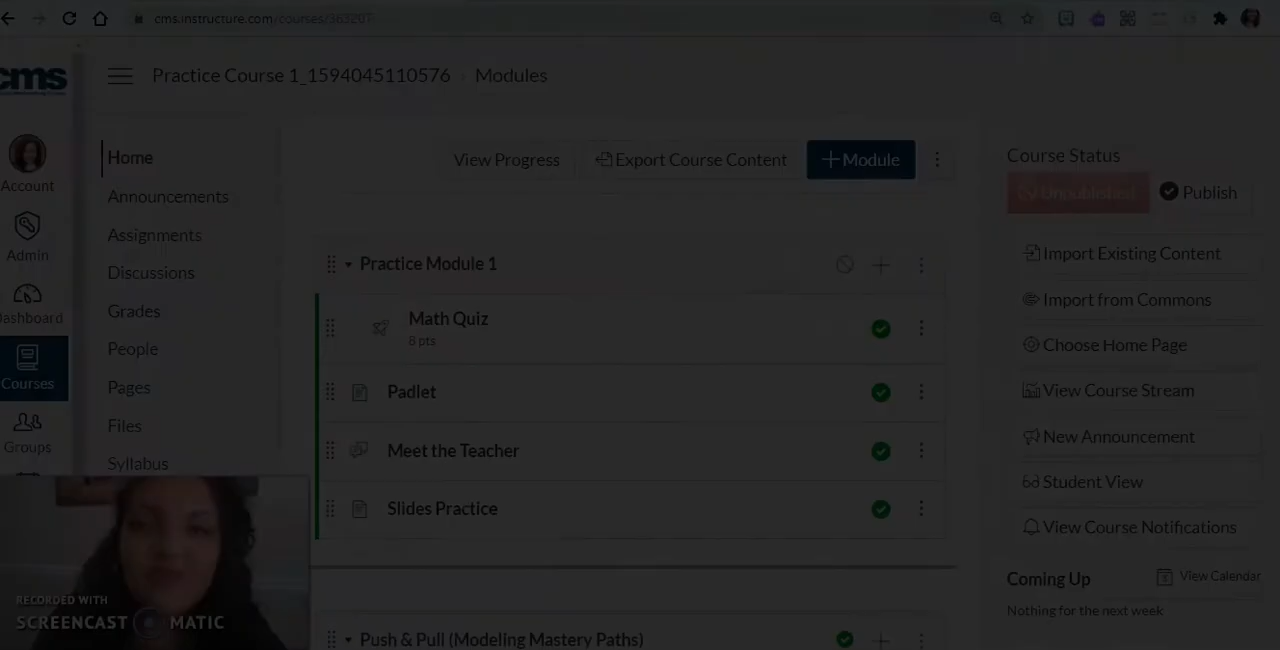 cms.instructure.com/courses/363207
cms
Practice Course 1_1594045110576 › Modules
Account
Admin
Dashboard
Courses
Groups
Home
Announcements
Assignments
Discussions
Grades
People
Pages
Files
Syllabus
View Progress
Export Course Content
+Module
Practice Module 1
Math Quiz
8 pts
Padlet
Meet the Teacher
Slides Practice
Push & Pull (Modeling Mastery Paths)
Course Status
Unpublished
Publish
Import Existing Content
Import from Commons
Choose Home Page
View Course Stream
New Announcement
Student View
View Course Notifications
Coming Up
View Calendar
Nothing for the next week
RECORDED WITH
SCREENCAST MATIC